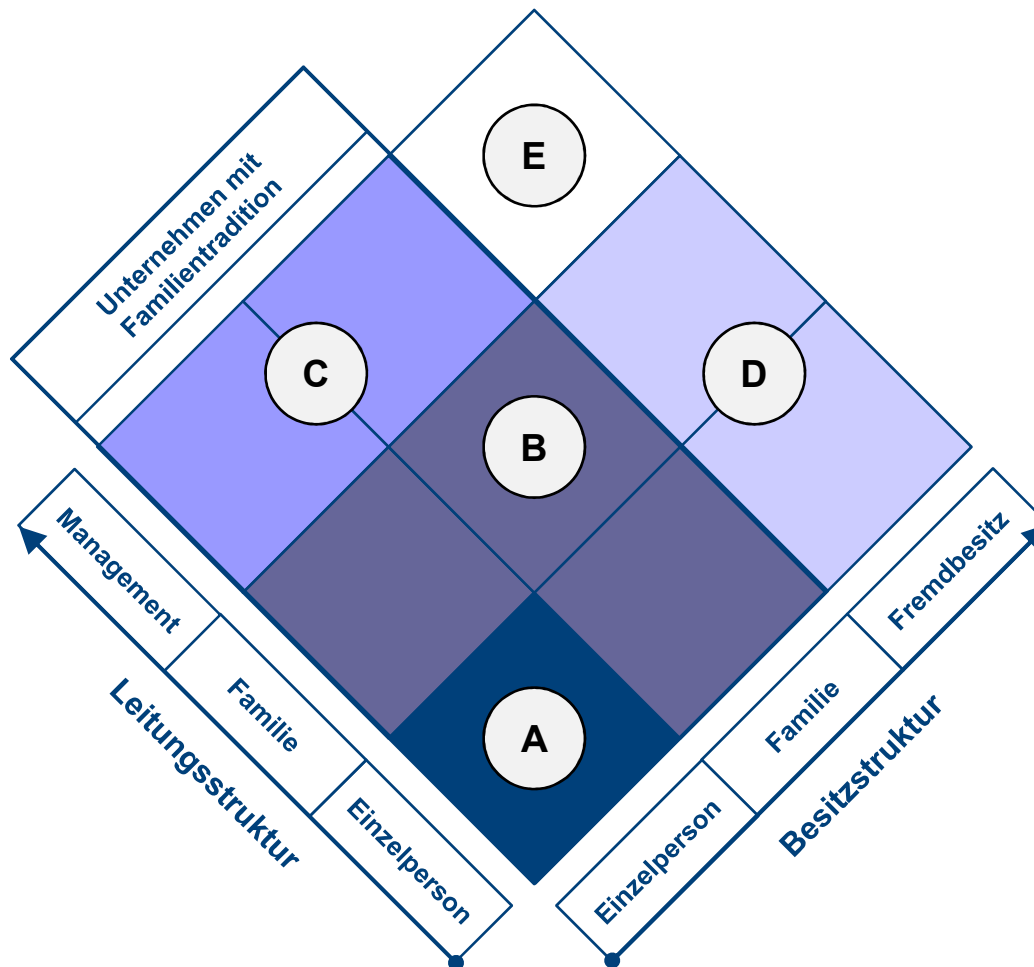 E
Unternehmen mit
Familientradition
C
D
B
A
Management
Familie
Einzelperson
Leitungsstruktur
Fremdbesitz
Familie
Einzelperson
Besitzstruktur